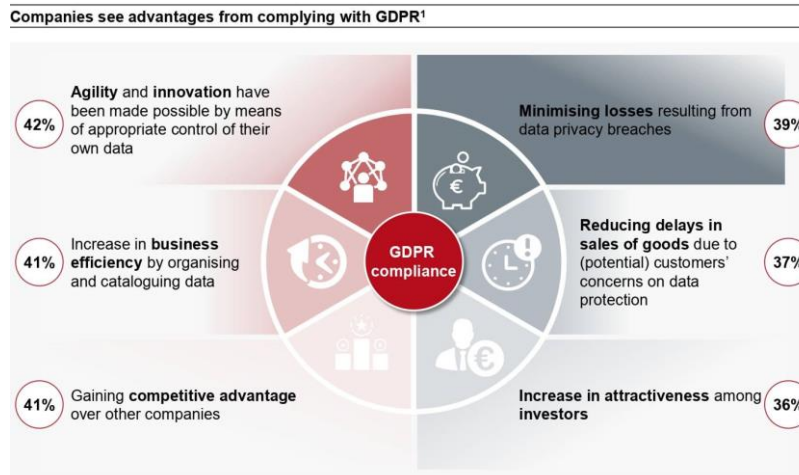 Companies see advantages from complying with GDPR¹
Agility and innovation have
been made possible by means
of appropriate control of their
own data
42%
Minimising losses resulting from
data privacy breaches
39%
Increase in business
efficiency by organising
and cataloguing data
41%
GDPR
compliance
Reducing delays in
sales of goods due to
(potential) customers'
concerns on data
protection
37%
Gaining competitive advantage
over other companies
41%
Increase in attractiveness among
investors
36%
€
€